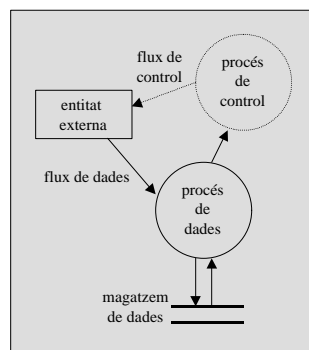 flux de
control
procés
de
control
entitat
externa
flux de dades
procés
de
dades
magatzem
de dades